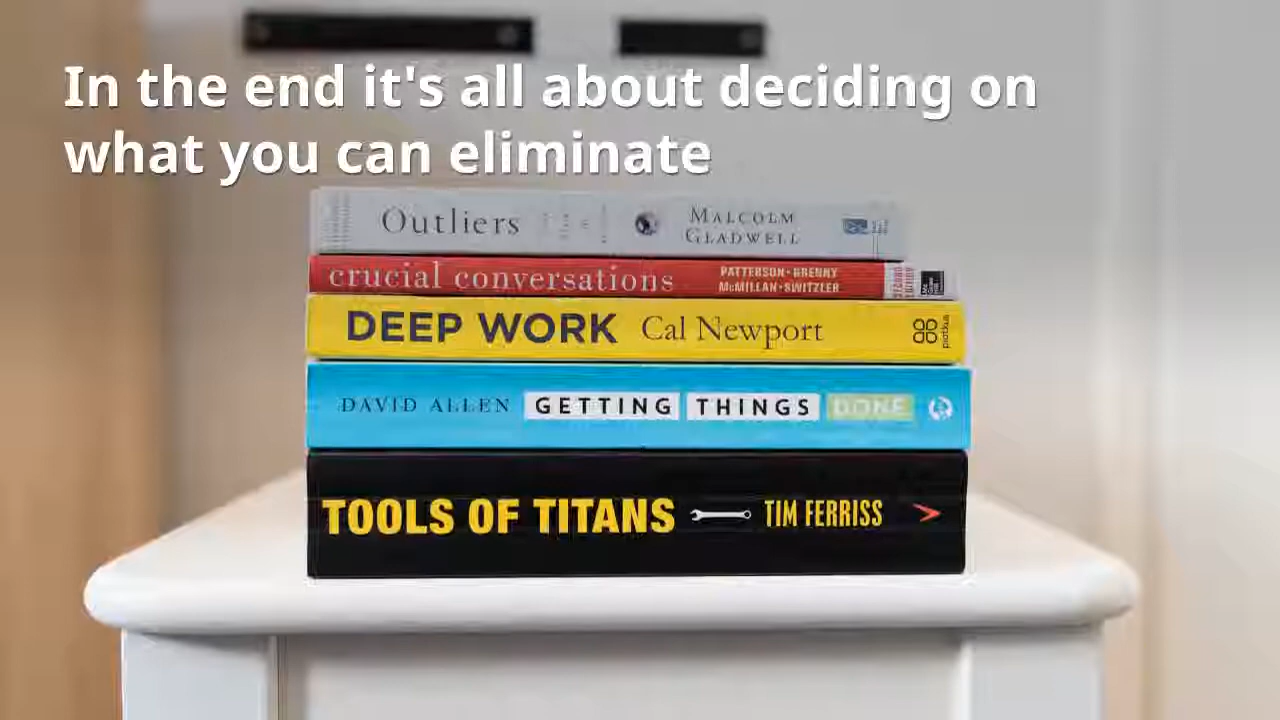 In the end it's all about deciding on
what you can eliminate
Outliers MALCOLM
GLADWELL
crucial conversations PATTERSON · GRENNY
McMILLAN · SWITZLER
DEEP WORK Cal Newport piatkus
DAVID ALLEN GETTING THINGS DONE
TOOLS OF TITANS TIM FERRISS